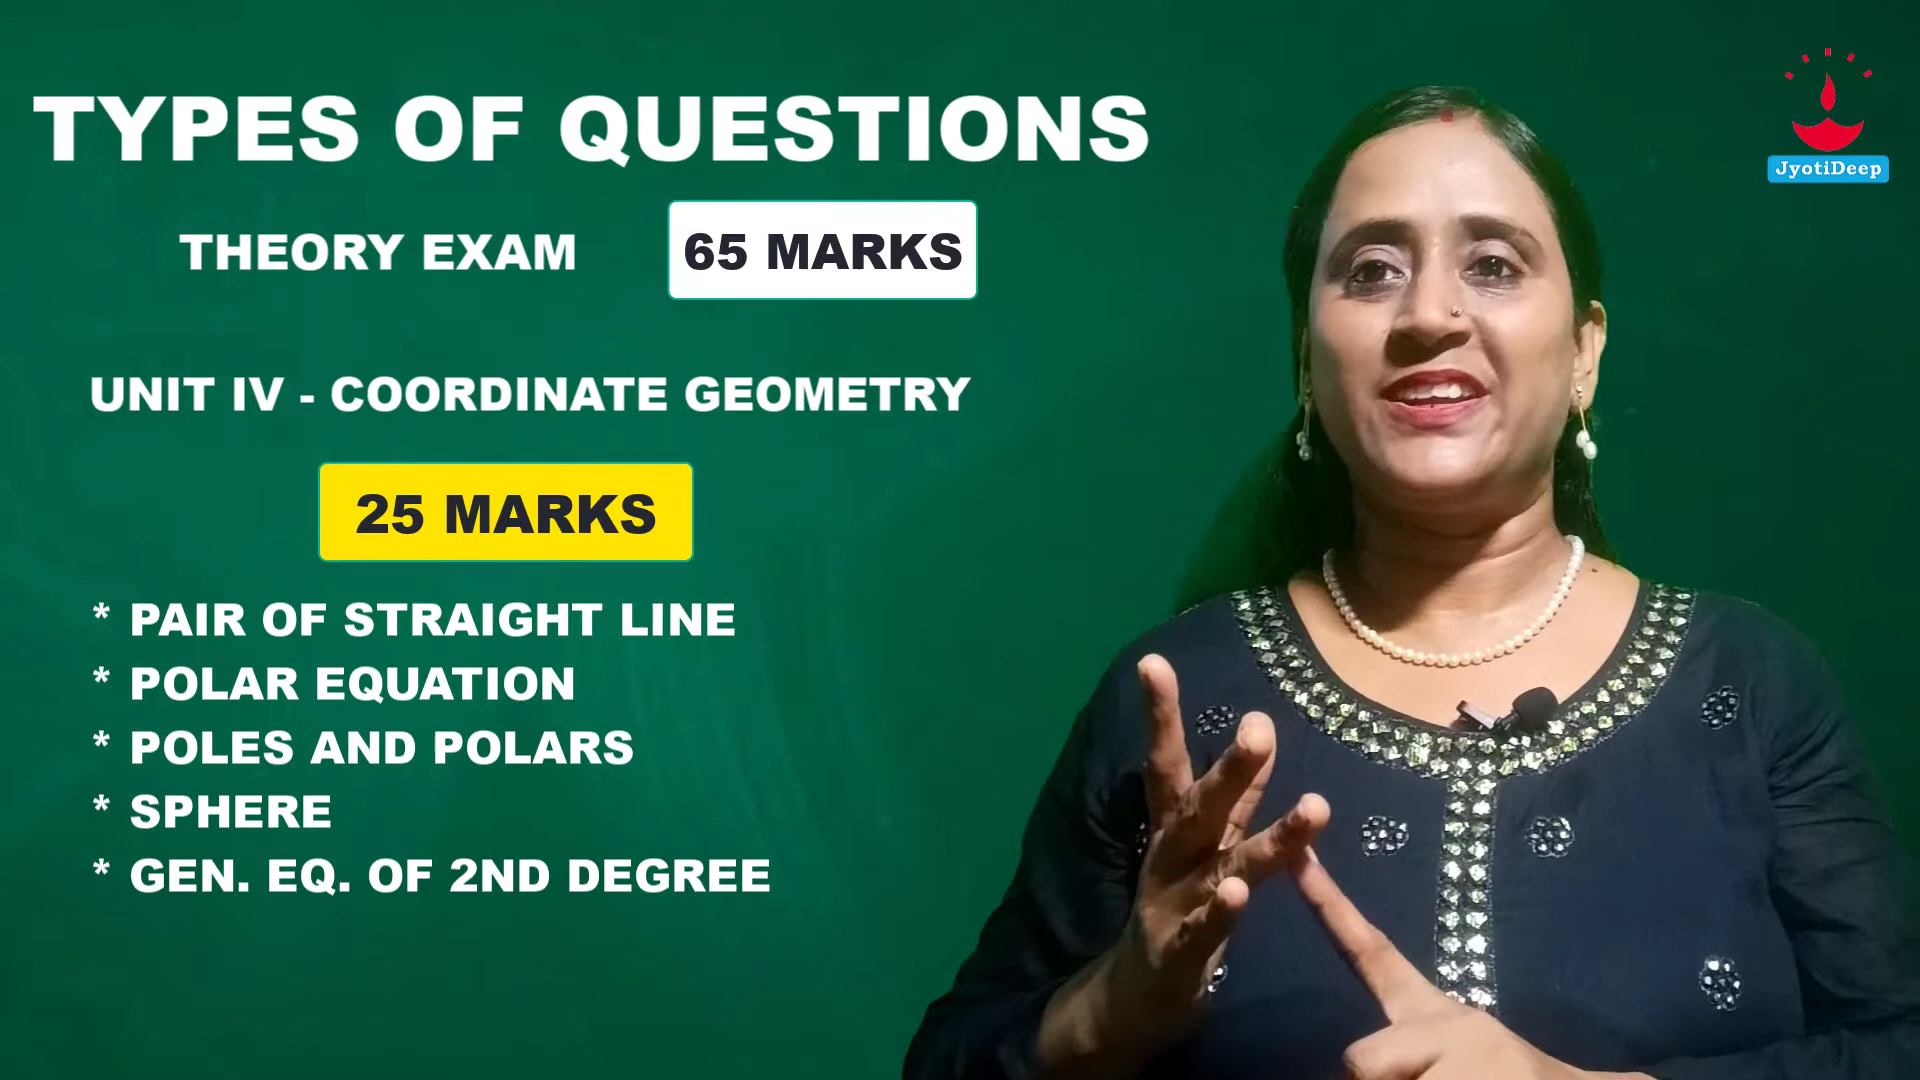 TYPES OF QUESTIONS
THEORY EXAM 65 MARKS
UNIT IV - COORDINATE GEOMETRY
25 MARKS
* PAIR OF STRAIGHT LINE
* POLAR EQUATION
* POLES AND POLARS
* SPHERE
* GEN. EQ. OF 2ND DEGREE
JyotiDeep